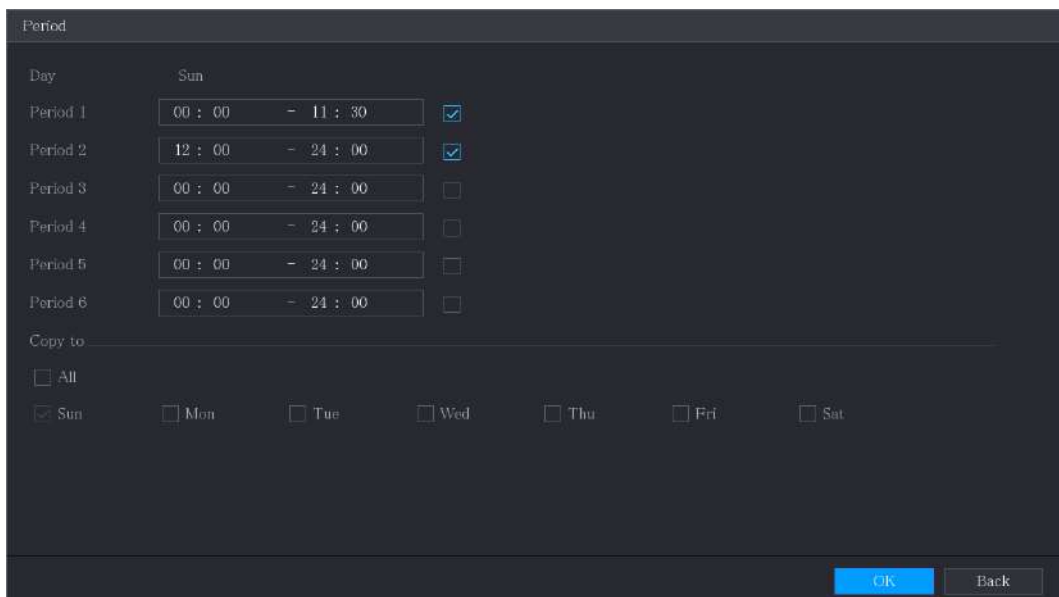 Period
Day Sun
Period 1 00 : 00 - 11 : 30
Period 2 12 : 00 - 24 : 00
Period 3 00 : 00 - 24 : 00
Period 4 00 : 00 - 24 : 00
Period 5 00 : 00 - 24 : 00
Period 6 00 : 00 - 24 : 00
Copy to
All
Sun Mon Tue Wed Thu Fri Sat
OK Back